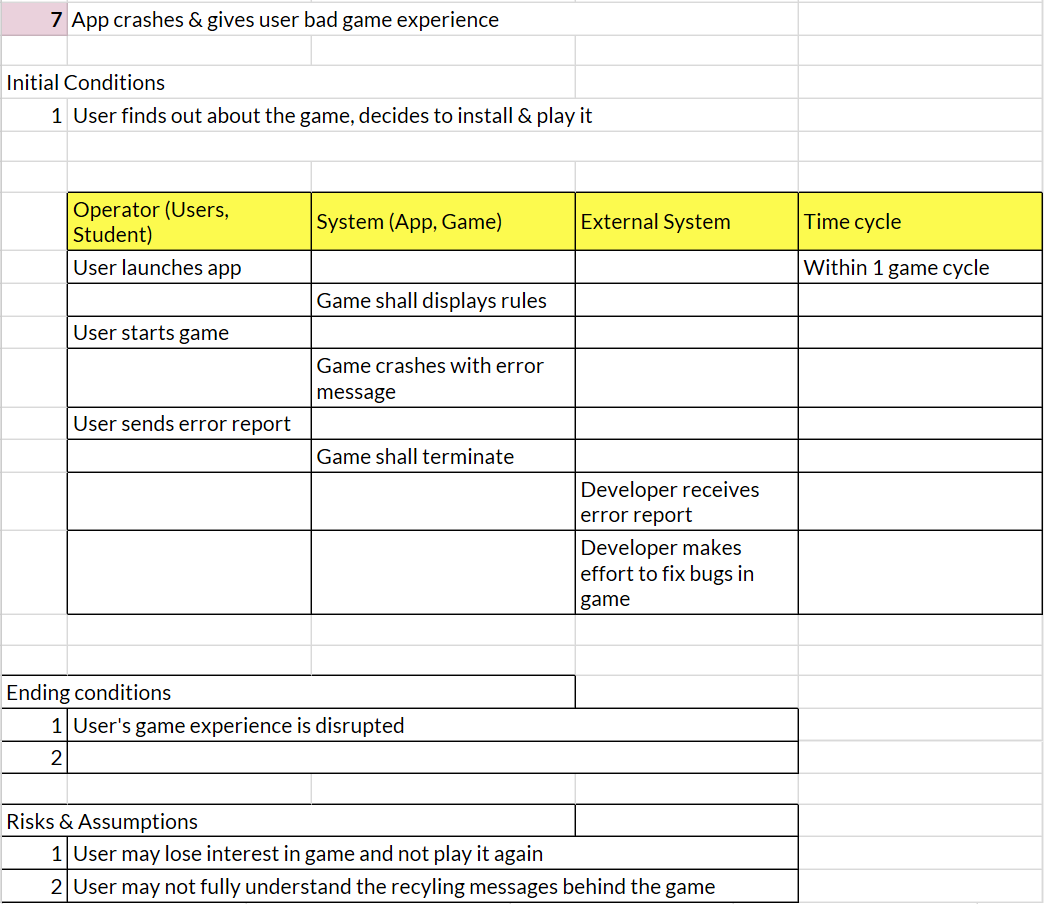 7 App crashes & gives user bad game experience
Initial Conditions
1 User finds out about the game, decides to install & play it
Operator (Users,
Student)
System (App, Game)
External System
Time cycle
User launches app
Within 1 game cycle
Game shall displays rules
User starts game
Game crashes with error
message
User sends error report
Game shall terminate
Developer receives
error report
Developer makes
effort to fix bugs in
game
Ending conditions
1 User's game experience is disrupted
2
Risks & Assumptions
1 User may lose interest in game and not play it again
2 User may not fully understand the recyling messages behind the game